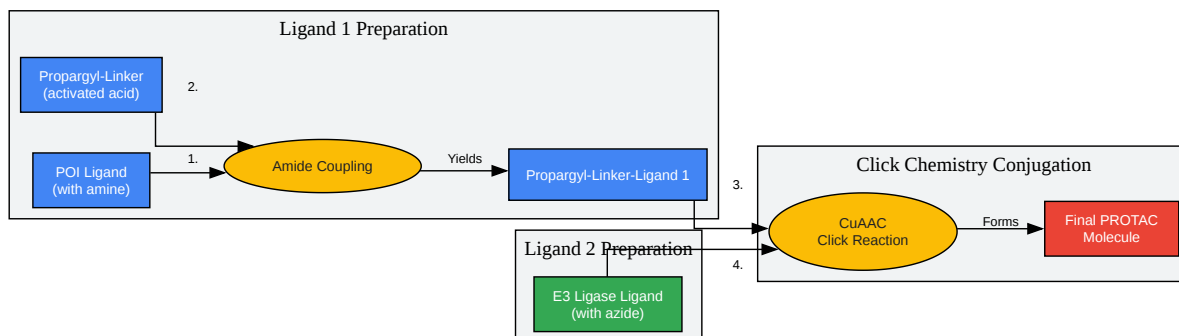 Ligand 1 Preparation
Propargyl-Linker
(activated acid)
2.
POI Ligand
(with amine)
1.
Amide Coupling
Yields
Propargyl-Linker-Ligand 1
3.
Click Chemistry Conjugation
CuAAC
Click Reaction
Forms
Final PROTAC
Molecule
Ligand 2 Preparation
4.
E3 Ligase Ligand
(with azide)